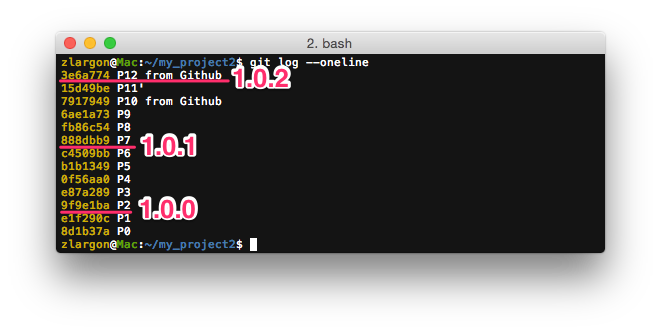 2. bash
zlargon@Mac:~/my_project2$ git log --oneline
3e6a774 P12 from Github 1.0.2
15d49be P11'
7917949 P10 from Github
6ae1a73 P9
fb86c54 P8
888dbb9 P7 1.0.1
c4509bb P6
b1b1349 P5
0f56aa0 P4
e87a289 P3
9f9e1ba P2 1.0.0
e1f290c P1
8d1b37a P0
zlargon@Mac:~/my_project2$